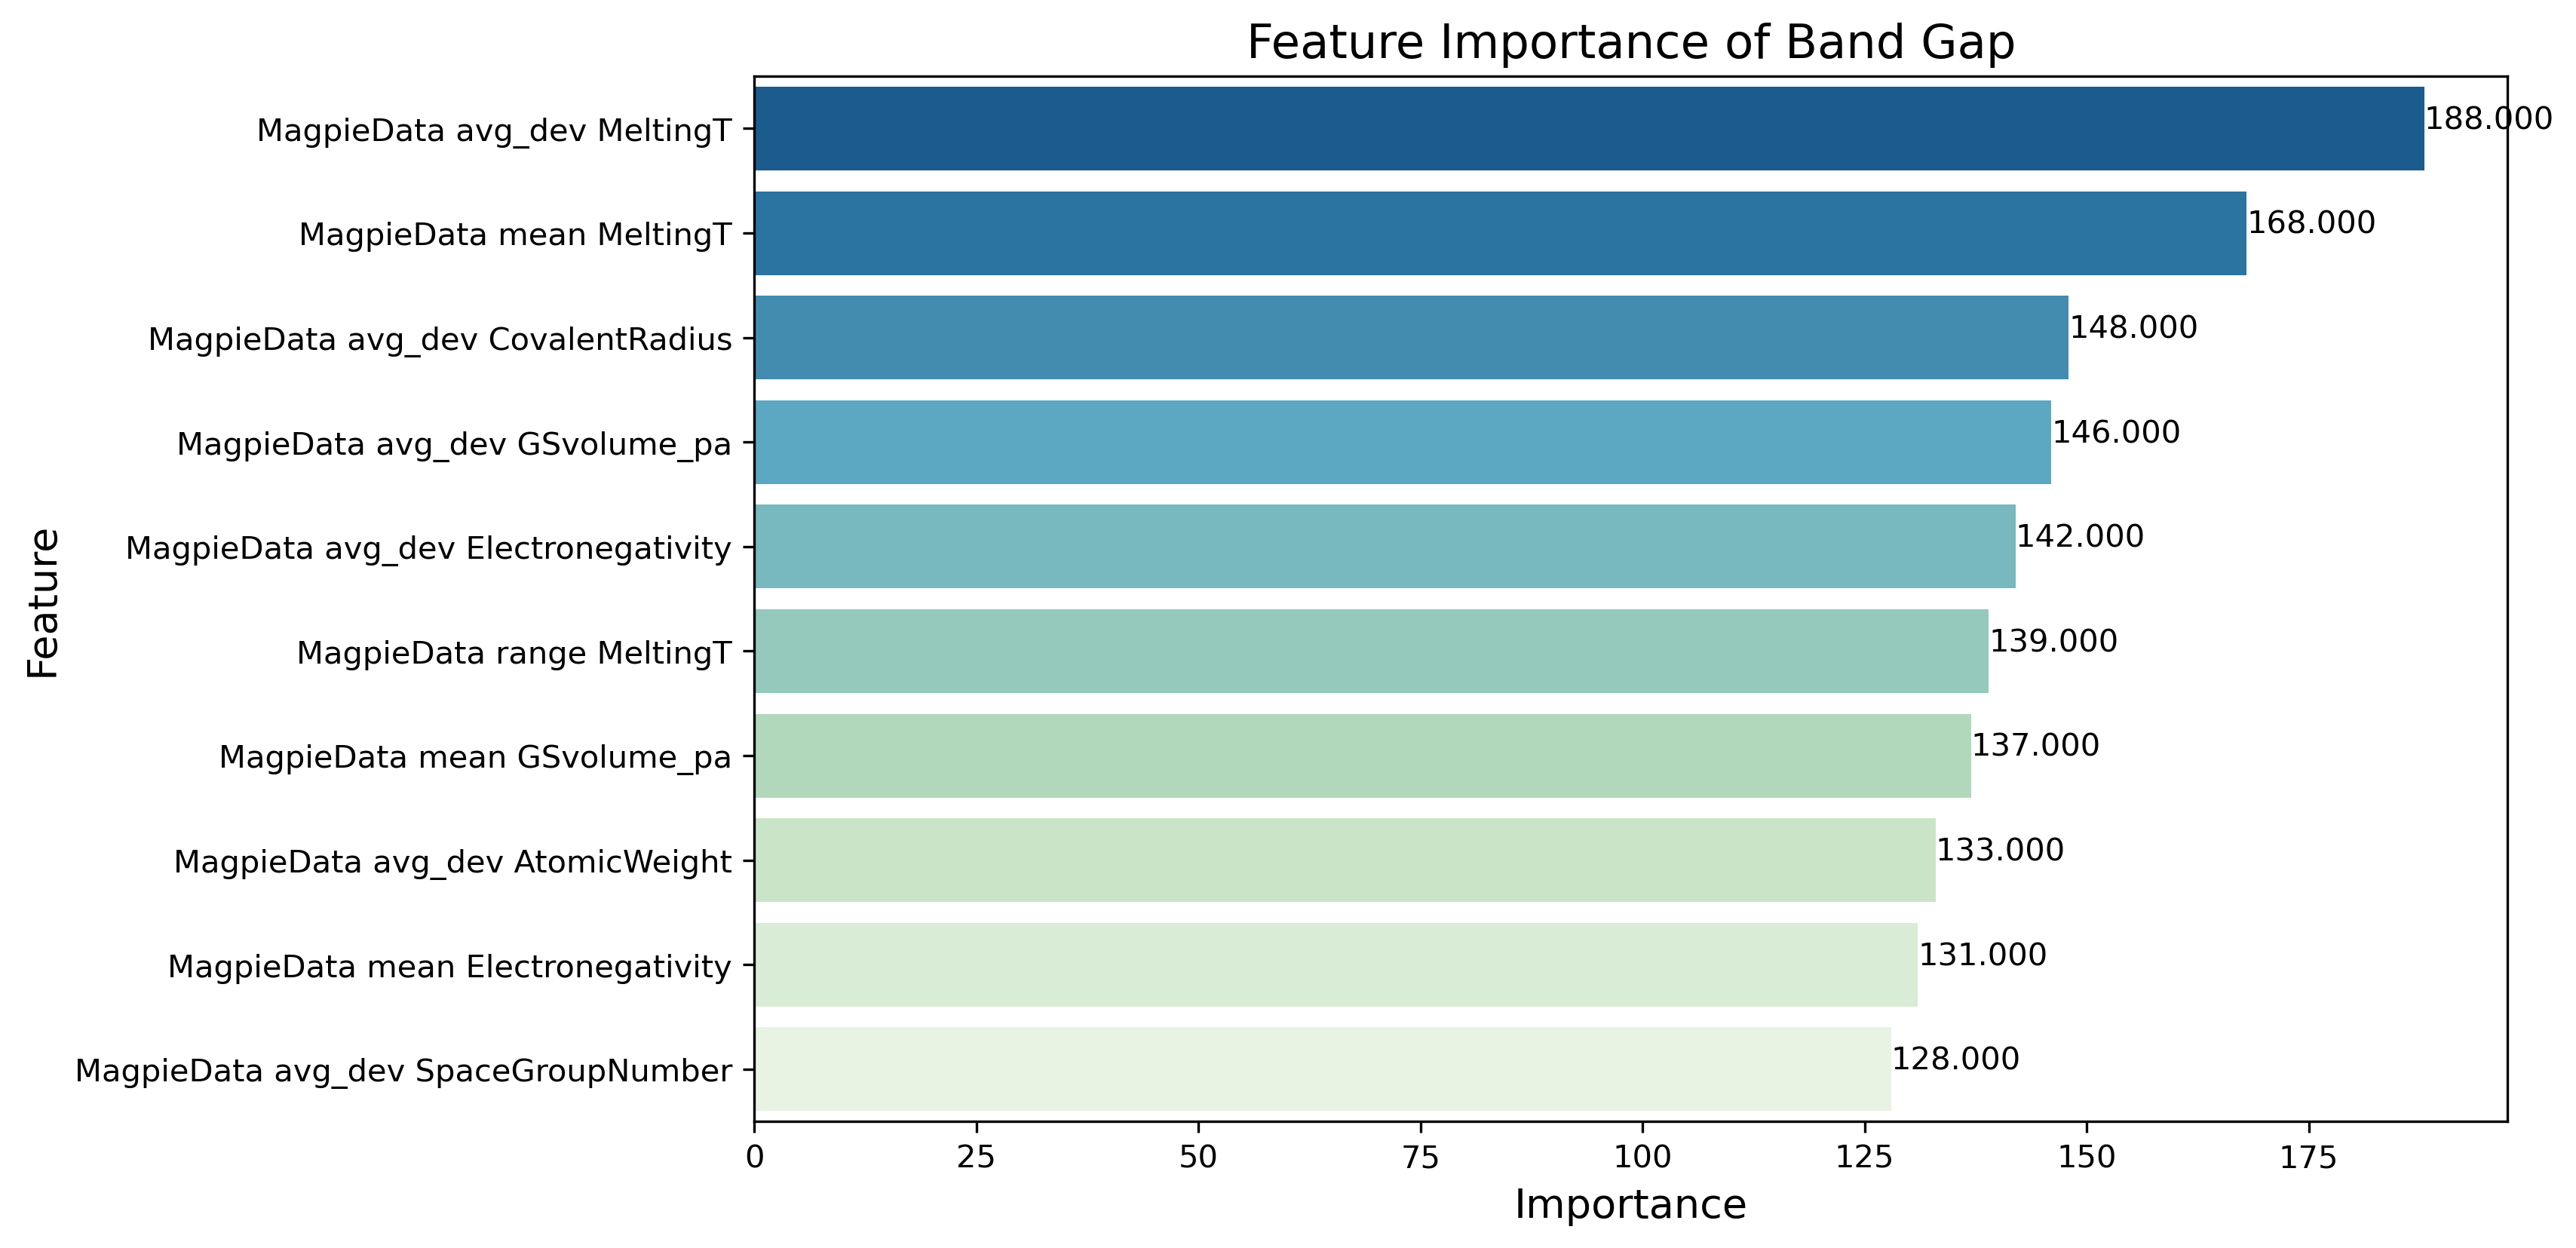 Feature Importance of Band Gap
MagpieData avg_dev MeltingT
188.000
MagpieData mean MeltingT
168.000
MagpieData avg_dev CovalentRadius
148.000
MagpieData avg_dev GSvolume_pa
146.000
MagpieData avg_dev Electronegativity
142.000
MagpieData range MeltingT
139.000
MagpieData mean GSvolume_pa
137.000
MagpieData avg_dev AtomicWeight
133.000
MagpieData mean Electronegativity
131.000
MagpieData avg_dev SpaceGroupNumber
128.000
Feature
0 25 50 75 100 125 150 175
Importance